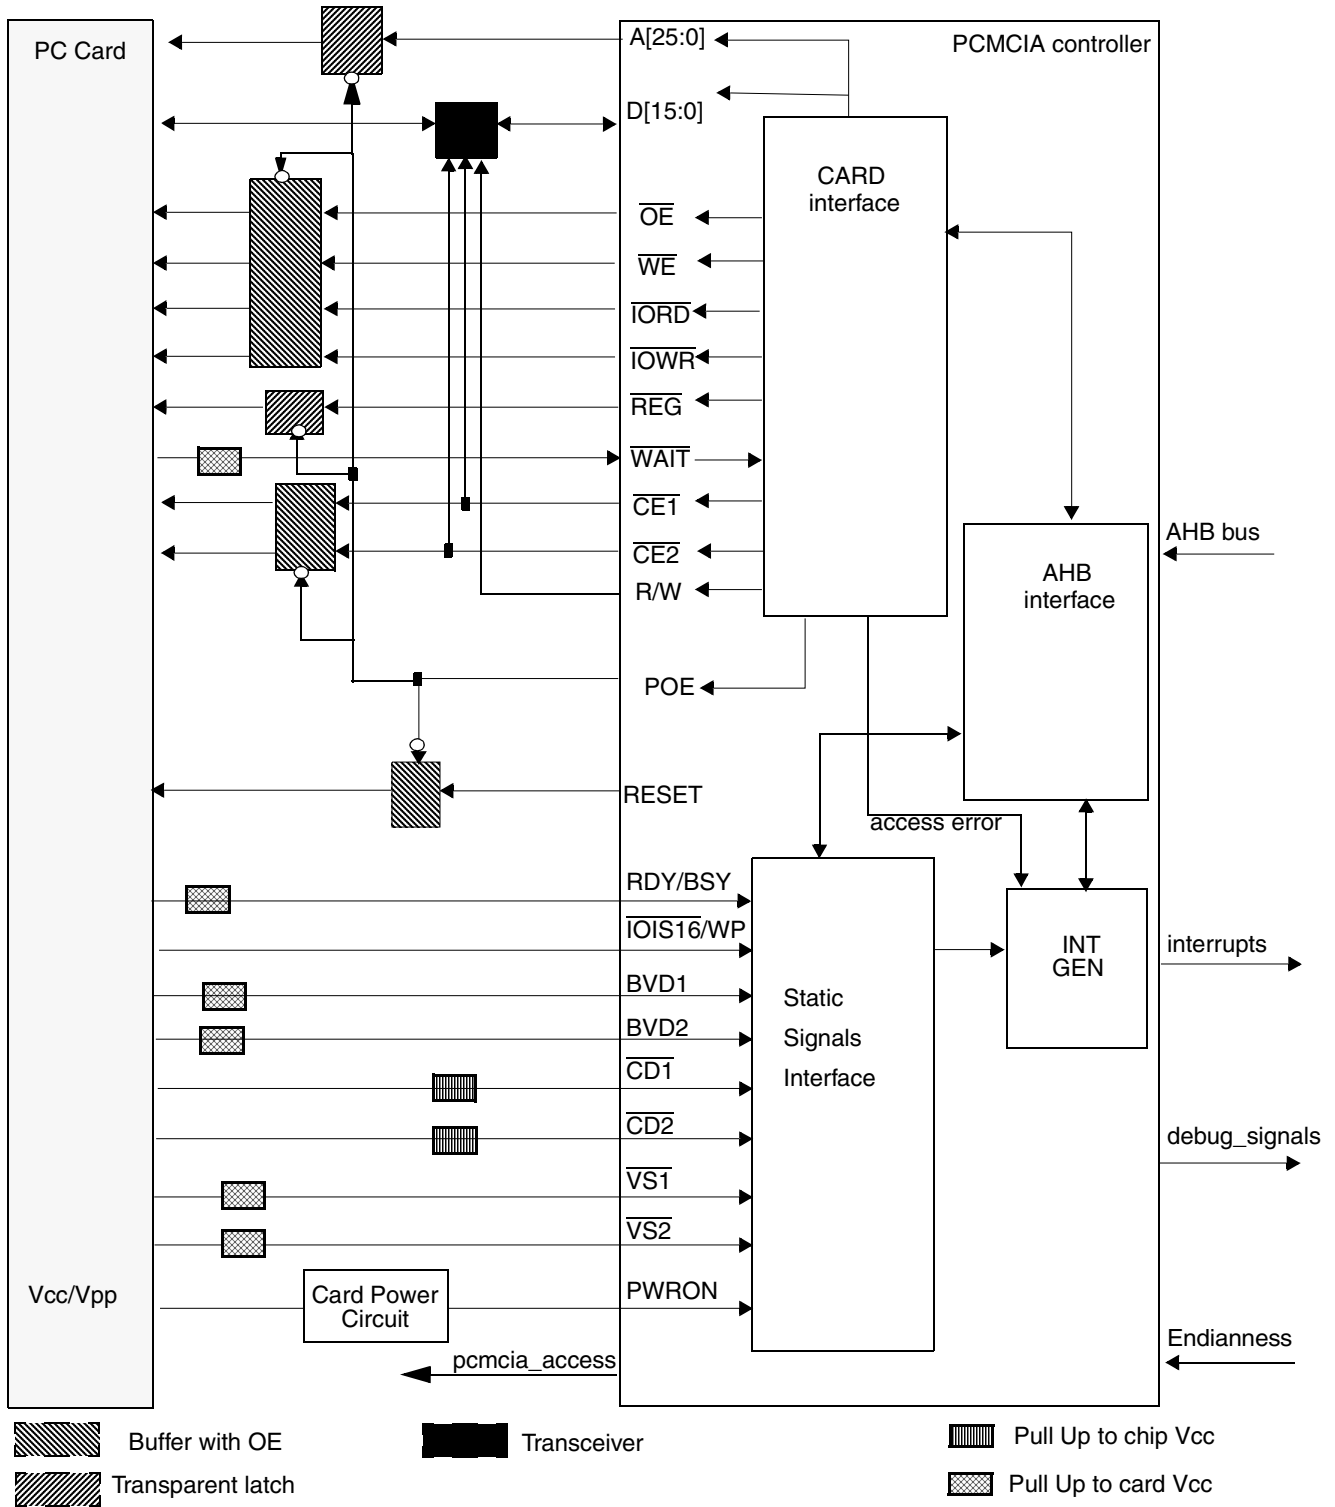 PC Card
A[25:0]
PCMCIA controller
D[15:0]
CARD
interface
OE
WE
IORD
IOWR
REG
WAIT
CE1
CE2
R/W
AHB bus
AHB
interface
POE
RESET
access error
RDY/BSY
IOIS16/WP
INT
GEN
interrupts
BVD1
Static
BVD2
Signals
CD1
Interface
CD2
debug_signals
VS1
VS2
Vcc/Vpp
Card Power
Circuit
PWRON
Endianness
pcmcia_access
Buffer with OE
Transceiver
Pull Up to chip Vcc
Transparent latch
Pull Up to card Vcc